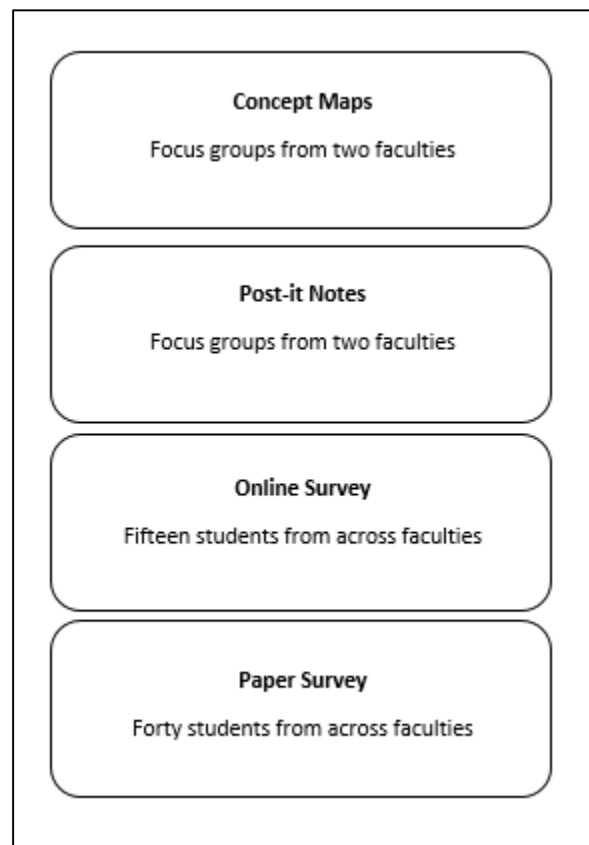 Concept Maps
Focus groups from two faculties
Post-it Notes
Focus groups from two faculties
Online Survey
Fifteen students from across faculties
Paper Survey
Forty students from across faculties